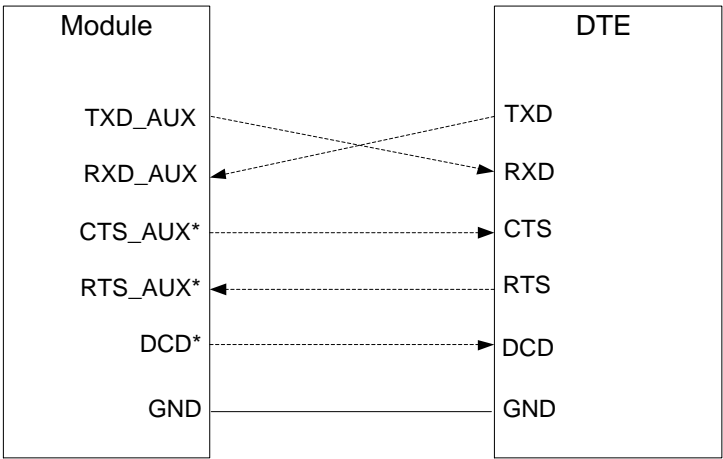 Module DTE
TXD_AUX TXD
RXD_AUX RXD
CTS_AUX* CTS
RTS_AUX* RTS
DCD* DCD
GND GND